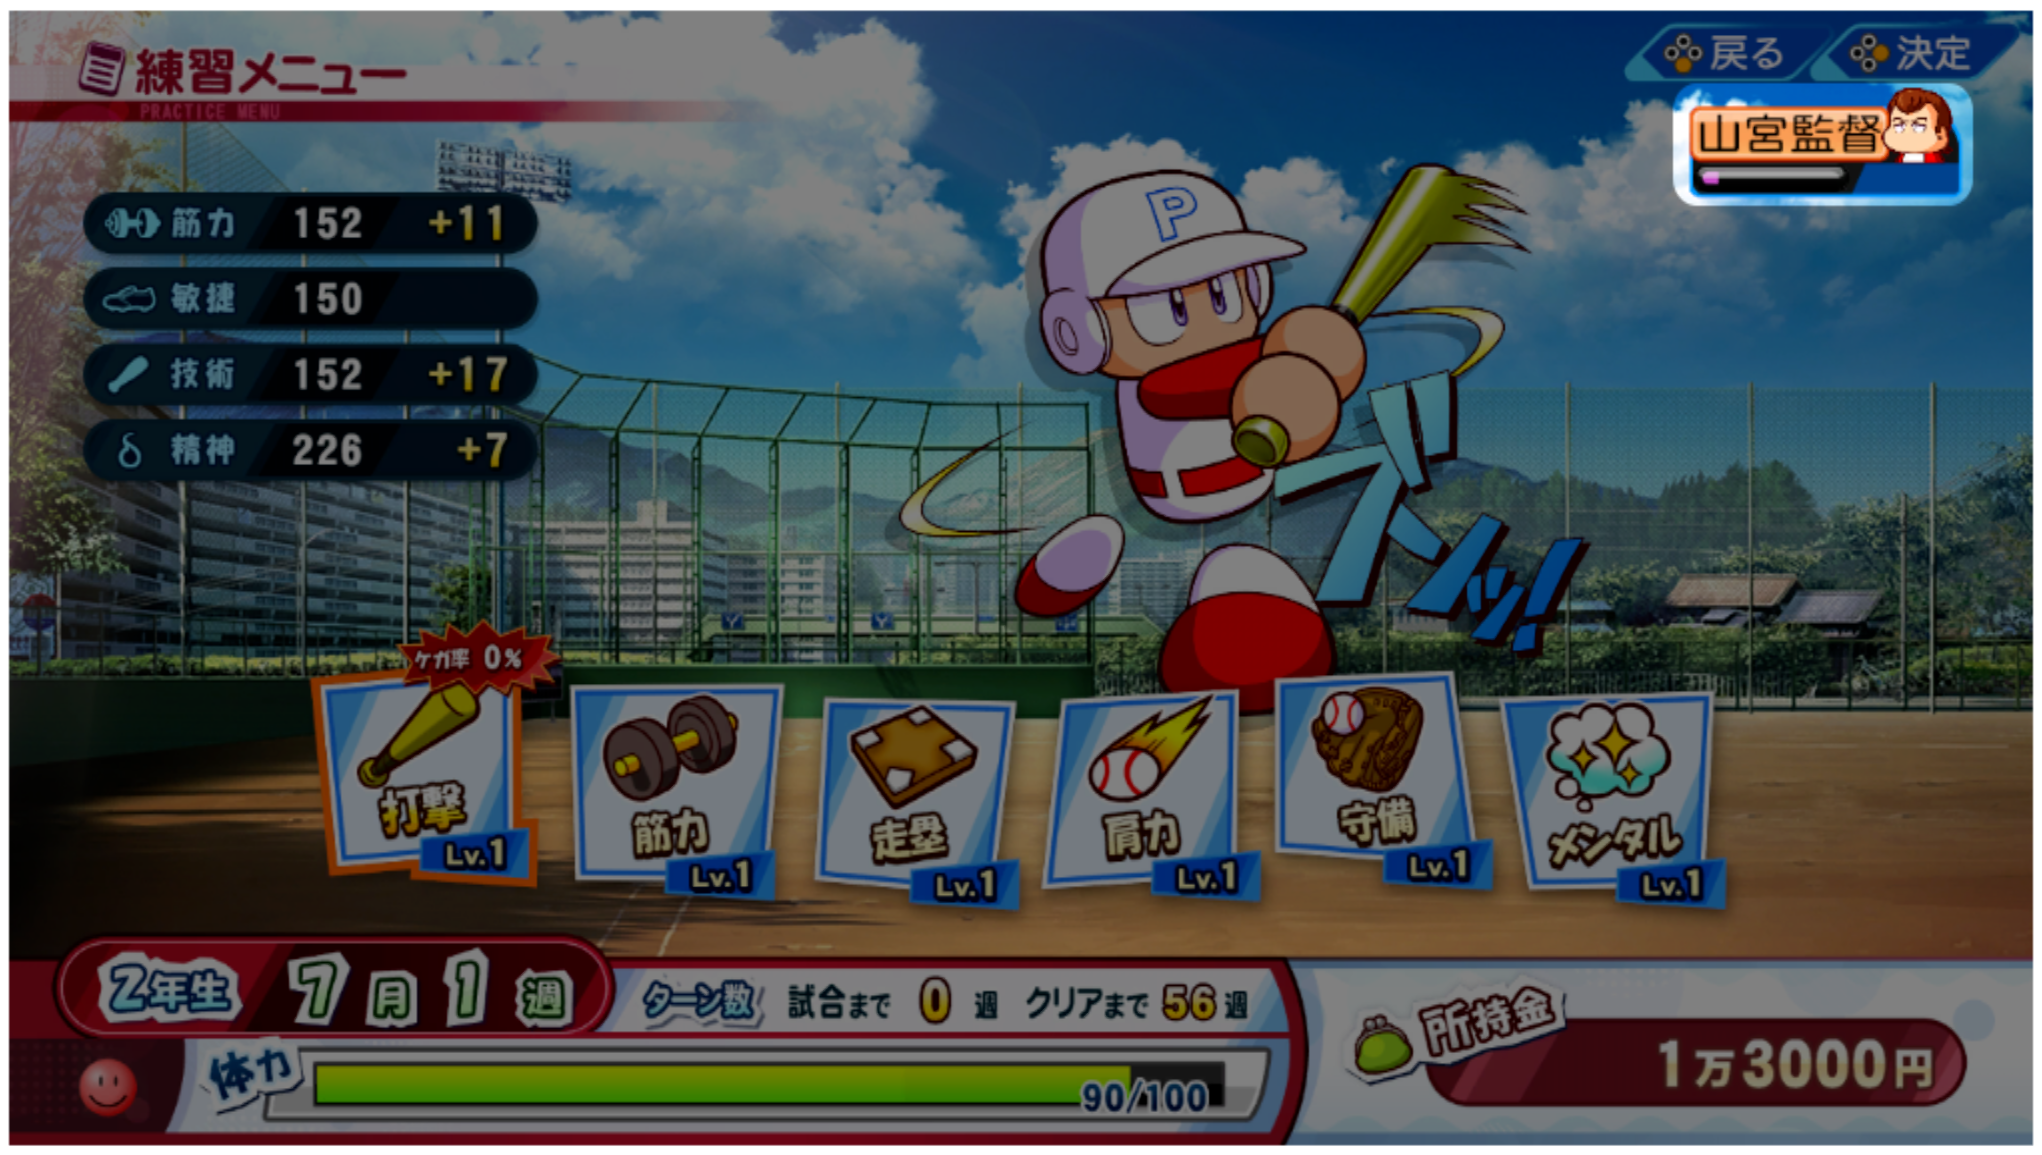 練習メニュー
PRACTICE MENU
戻る
決定
山宮監督
筋力 152 +11
敏捷 150
技術 152 +17
精神 226 +7
P
ズバッ!
ケガ率 0%
打撃 Lv.1
筋力 Lv.1
走塁 Lv.1
肩力 Lv.1
守備 Lv.1
メンタル Lv.1
2年生 7月1週
ターン数 試合まで 0 週 クリアまで 56 週
体力 90/100
所持金
1万3000円